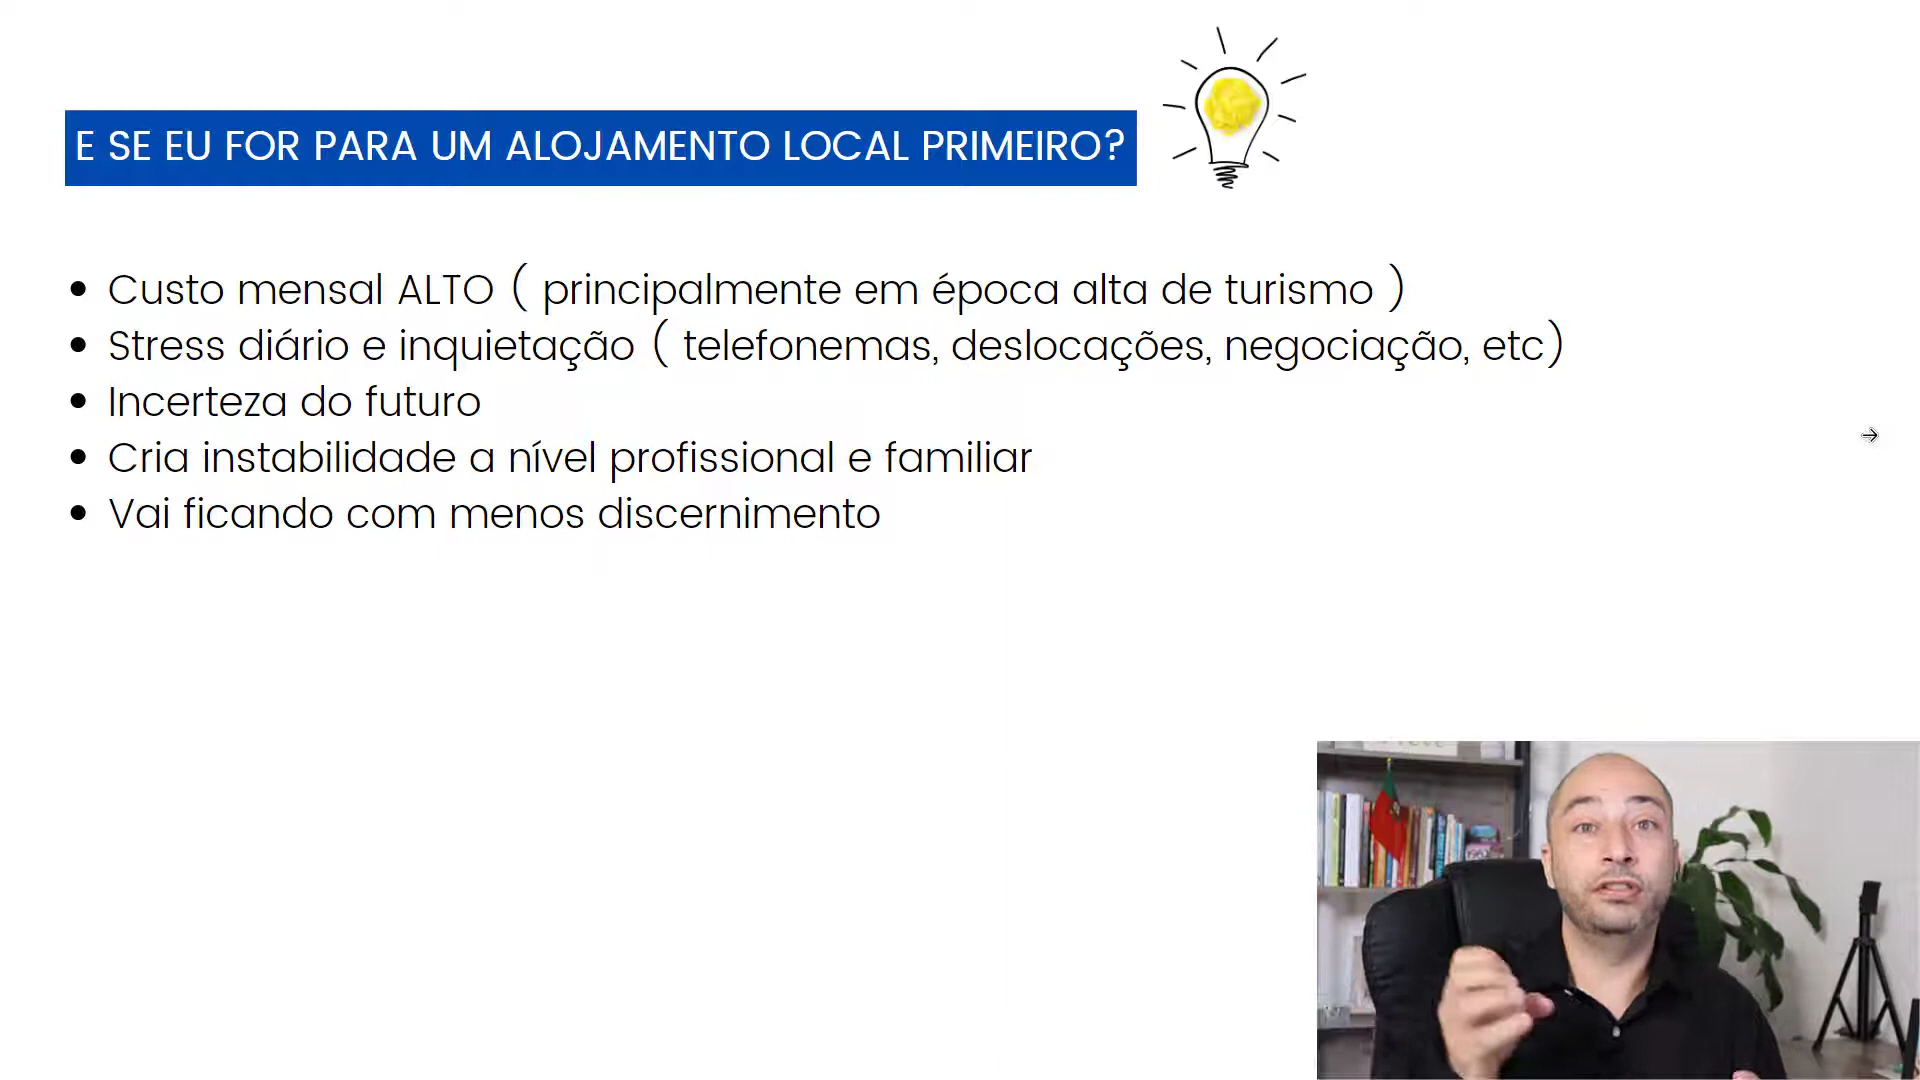 E SE EU FOR PARA UM ALOJAMENTO LOCAL PRIMEIRO?
• Custo mensal ALTO ( principalmente em época alta de turismo )
• Stress diário e inquietação ( telefonemas, deslocações, negociação, etc)
• Incerteza do futuro
• Cria instabilidade a nível profissional e familiar
• Vai ficando com menos discernimento